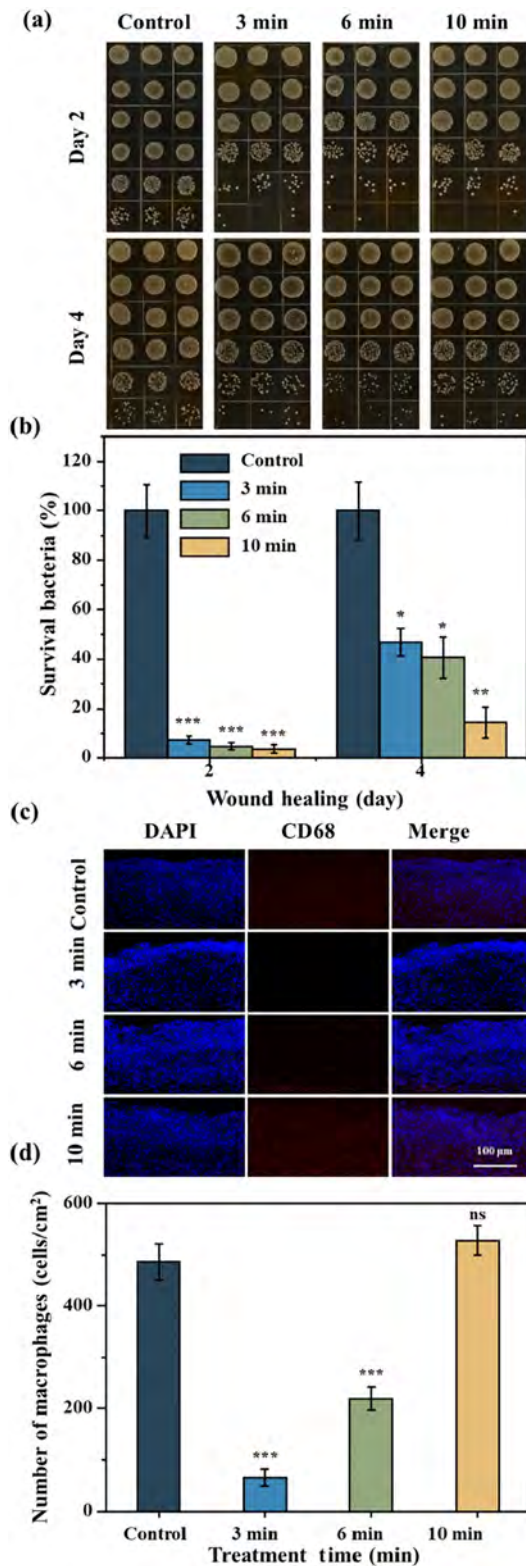 (a)
Control 3 min 6 min 10 min
Day 2
Day 4
(b)
120
100
80
60
40
20
0
Survival bacteria (%)
Control
3 min
6 min
10 min
*** *** ***
* * **
2 4
Wound healing (day)
(c)
DAPI CD68 Merge
Control
3 min
6 min
10 min
100 μm
(d)
600
400
200
0
Number of macrophages (cells/cm²)
***
***
ns
Control 3 min 6 min 10 min
Treatment time (min)